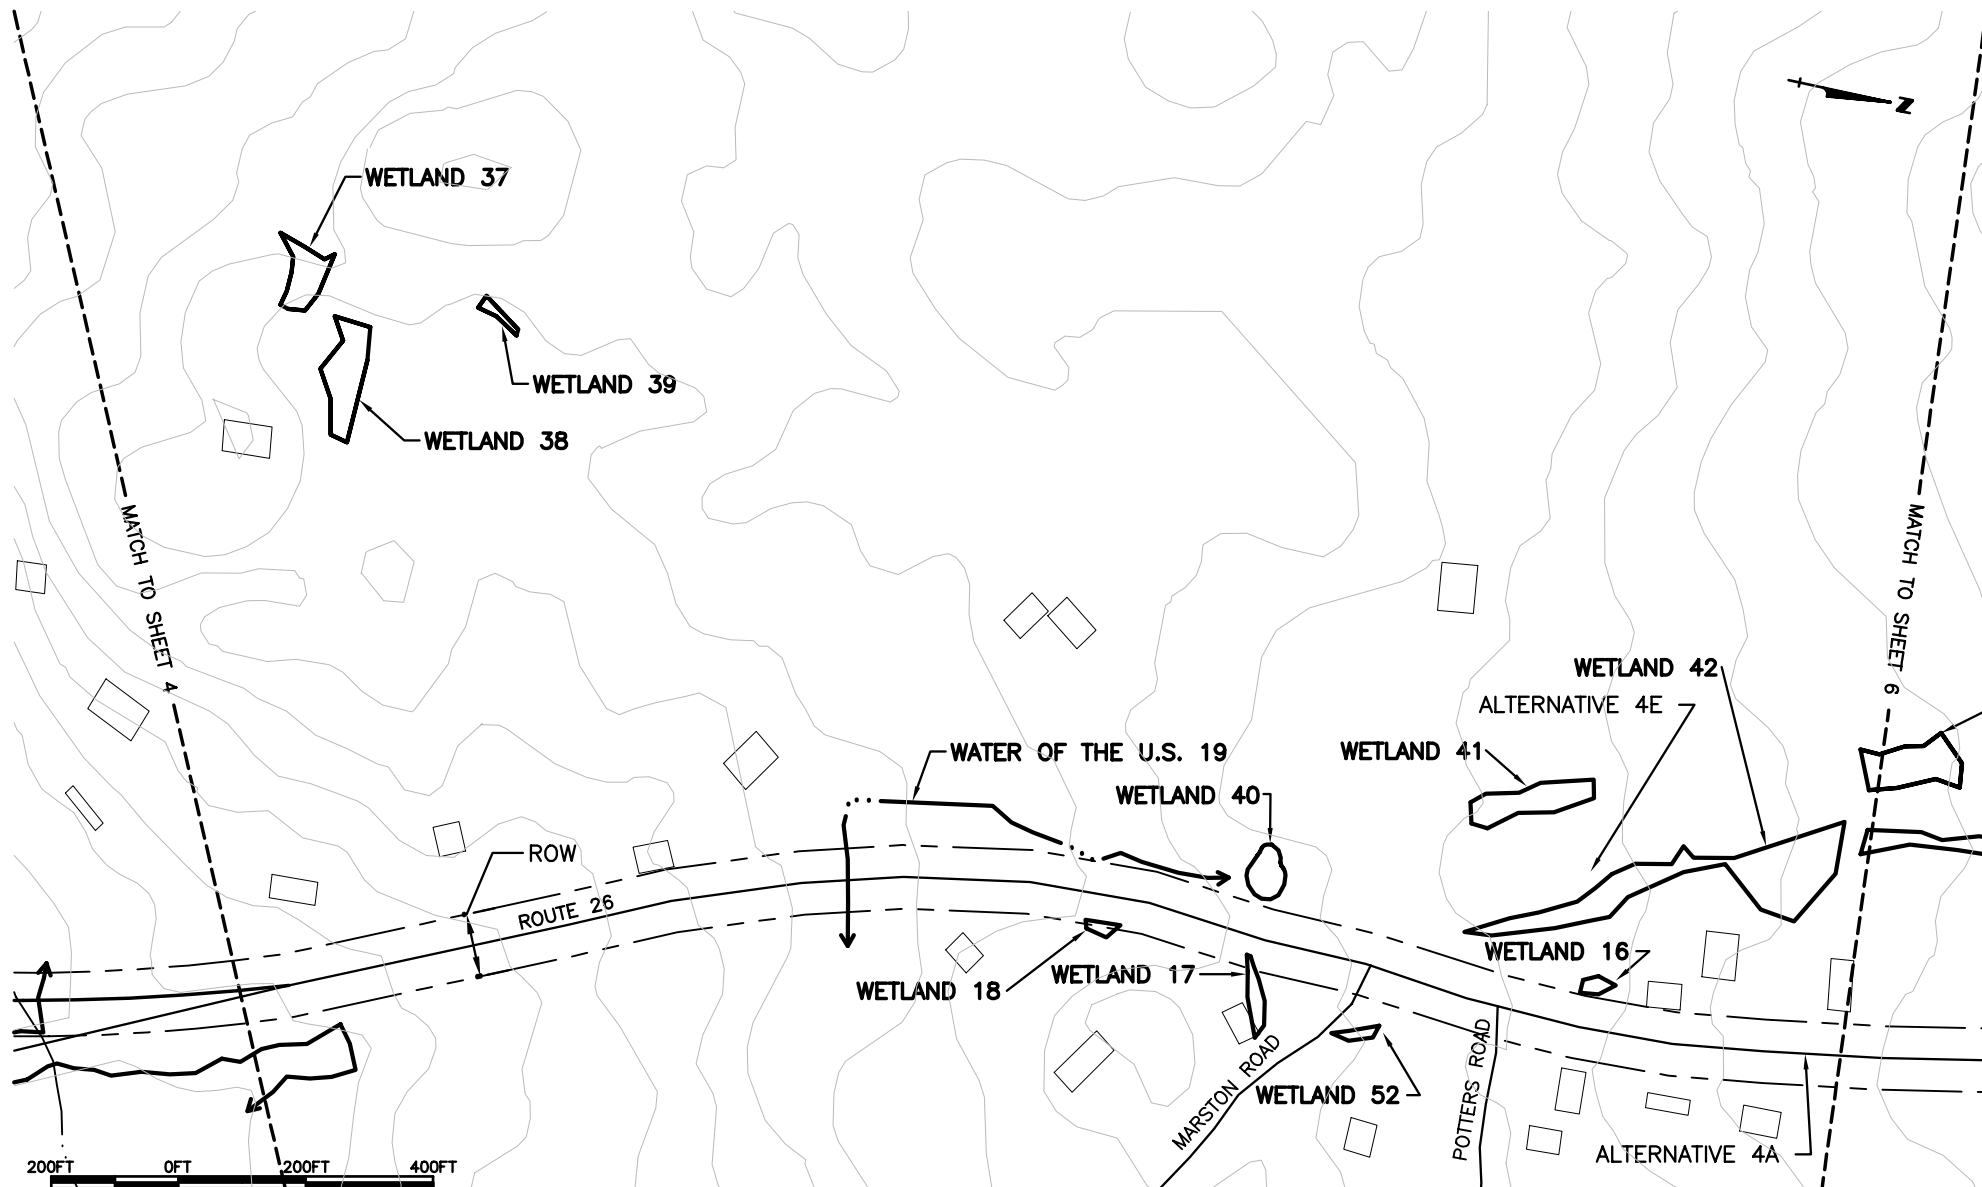 N
WETLAND 37
WETLAND 39
WETLAND 38
MATCH TO SHEET 4
MATCH TO SHEET 6
WETLAND 42
ALTERNATIVE 4E
WATER OF THE U.S. 19
WETLAND 41
WETLAND 40
ROW
ROUTE 26
WETLAND 16
WETLAND 17
WETLAND 18
MARSTON ROAD
POTTERS ROAD
WETLAND 52
ALTERNATIVE 4A
200FT 0FT 200FT 400FT